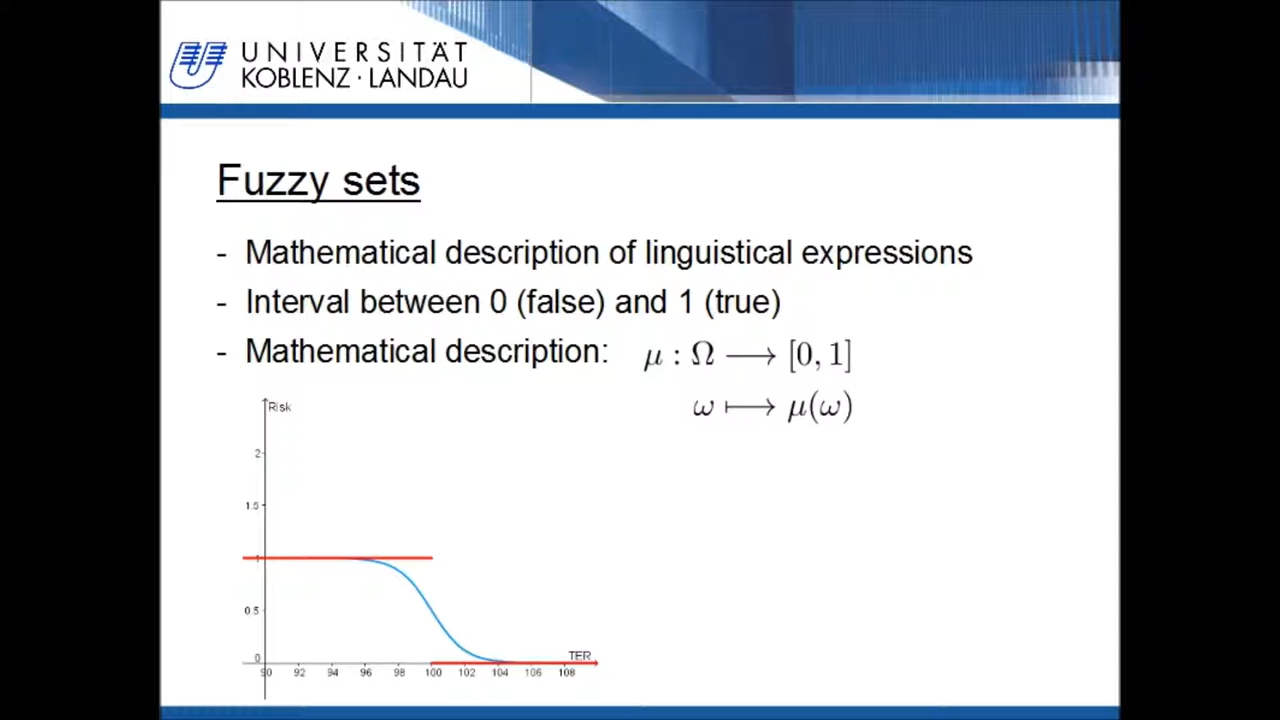 UNIVERSITÄT
KOBLENZ · LANDAU
Fuzzy sets
- Mathematical description of linguistical expressions
- Interval between 0 (false) and 1 (true)
- Mathematical description: μ : Ω ⟶ [0, 1]
ω ⟼ μ(ω)
Risk
2
1.5
1
0.5
0
TER
90 92 94 96 98 100 102 104 106 108